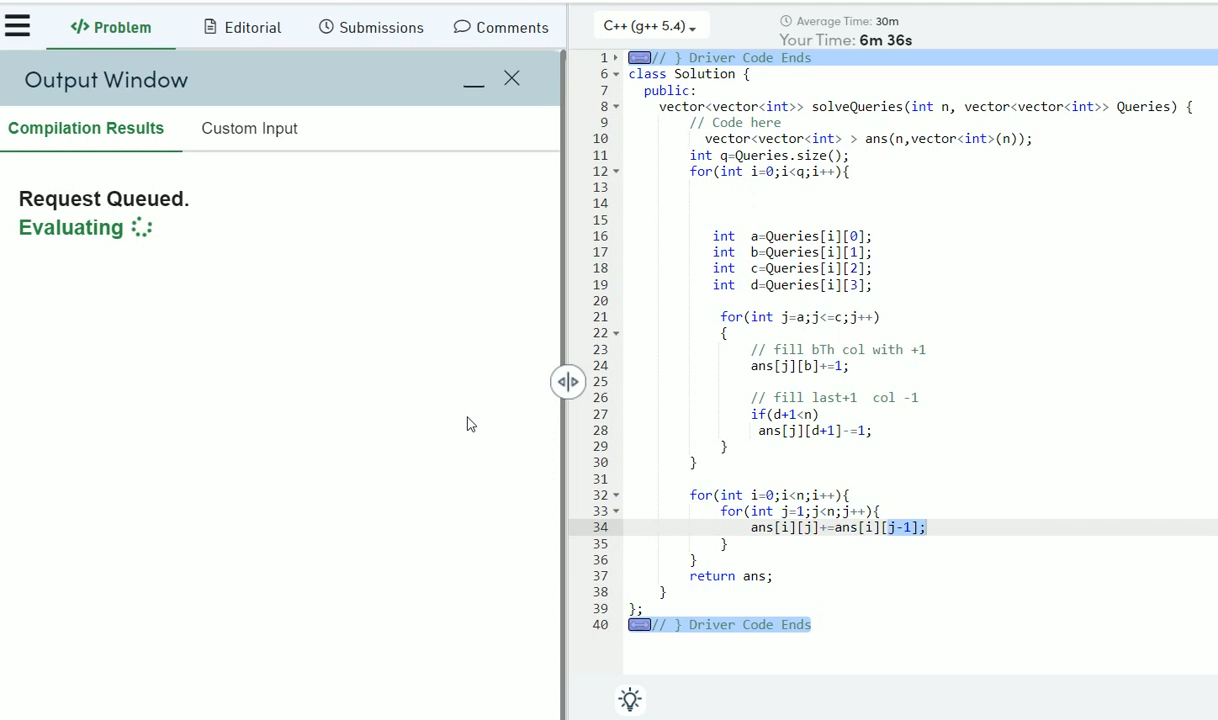 </> Problem
Editorial
Submissions
Comments
Output Window
Compilation Results
Custom Input
Request Queued.
Evaluating
C++ (g++ 5.4)
Average Time: 30m
Your Time: 6m 36s
1 // } Driver Code Ends
6 class Solution {
7 public:
8 vector<vector<int>> solveQueries(int n, vector<vector<int>> Queries) {
9 // Code here
10 vector<vector<int> > ans(n,vector<int>(n));
11 int q=Queries.size();
12 for(int i=0;i<q;i++){
13
14
15
16 int a=Queries[i][0];
17 int b=Queries[i][1];
18 int c=Queries[i][2];
19 int d=Queries[i][3];
20
21 for(int j=a;j<=c;j++)
22 {
23 // fill bTh col with +1
24 ans[j][b]+=1;
25
26 // fill last+1 col -1
27 if(d+1<n)
28 ans[j][d+1]-=1;
29 }
30 }
31
32 for(int i=0;i<n;i++){
33 for(int j=1;j<n;j++){
34 ans[i][j]+=ans[i][j-1];
35 }
36 }
37 return ans;
38 }
39 };
40 // } Driver Code Ends